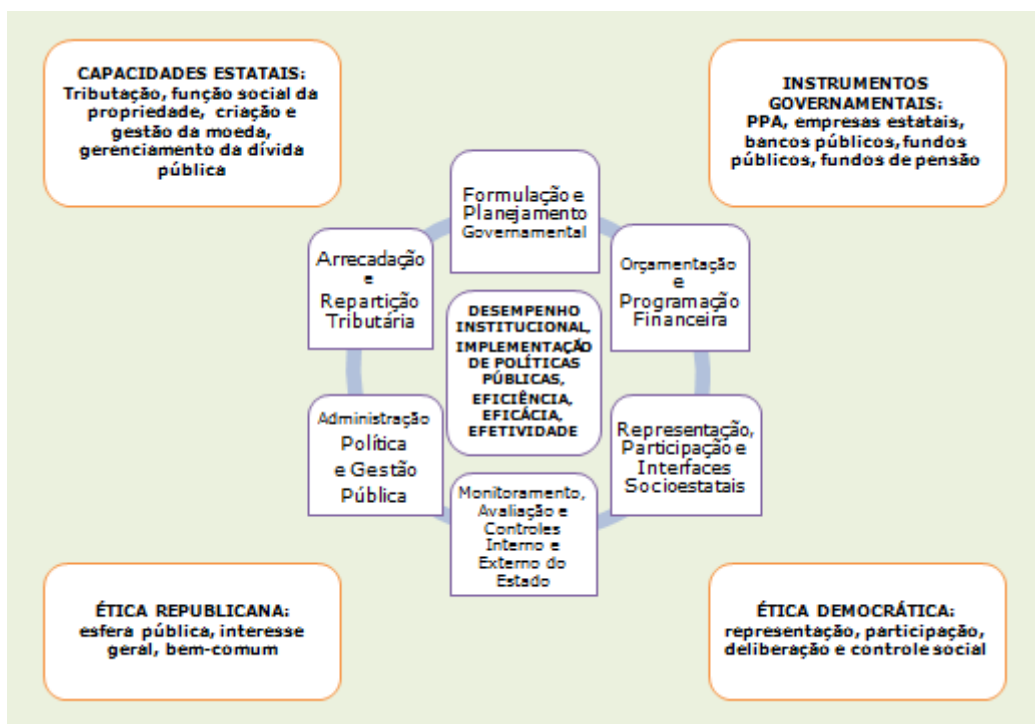 CAPACIDADES ESTATAIS:
Tributação, função social da
propriedade, criação e
gestão da moeda,
gerenciamento da dívida
pública
INSTRUMENTOS
GOVERNAMENTAIS:
PPA, empresas estatais,
bancos públicos, fundos
públicos, fundos de pensão
Formulação e
Planejamento
Governamental
Arrecadação
e
Repartição
Tributária
Orçamentação
e
Programação
Financeira
DESEMPENHO
INSTITUCIONAL,
IMPLEMENTAÇÃO
DE POLÍTICAS
PÚBLICAS,
EFICIÊNCIA,
EFICÁCIA,
EFETIVIDADE
Administração
Política
e Gestão
Pública
Representação,
Participação e
Interfaces
Socioestatais
Monitoramento,
Avaliação e
Controles
Interno e
Externo do
Estado
ÉTICA REPUBLICANA:
esfera pública, interesse
geral, bem-comum
ÉTICA DEMOCRÁTICA:
representação, participação,
deliberação e controle social